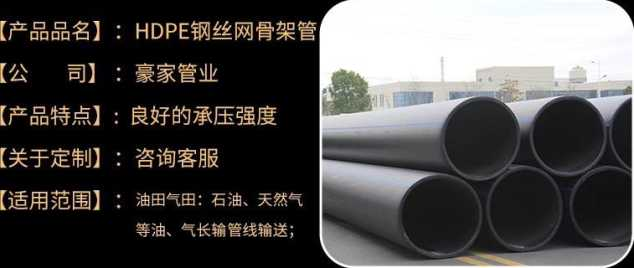 【产品品名】：HDPE钢丝网骨架管
【公 司】：豪家管业
【产品特点】：良好的承压强度
【关于定制】：咨询客服
【适用范围】：油田气田：石油、天然气
等油、气长输管线输送；